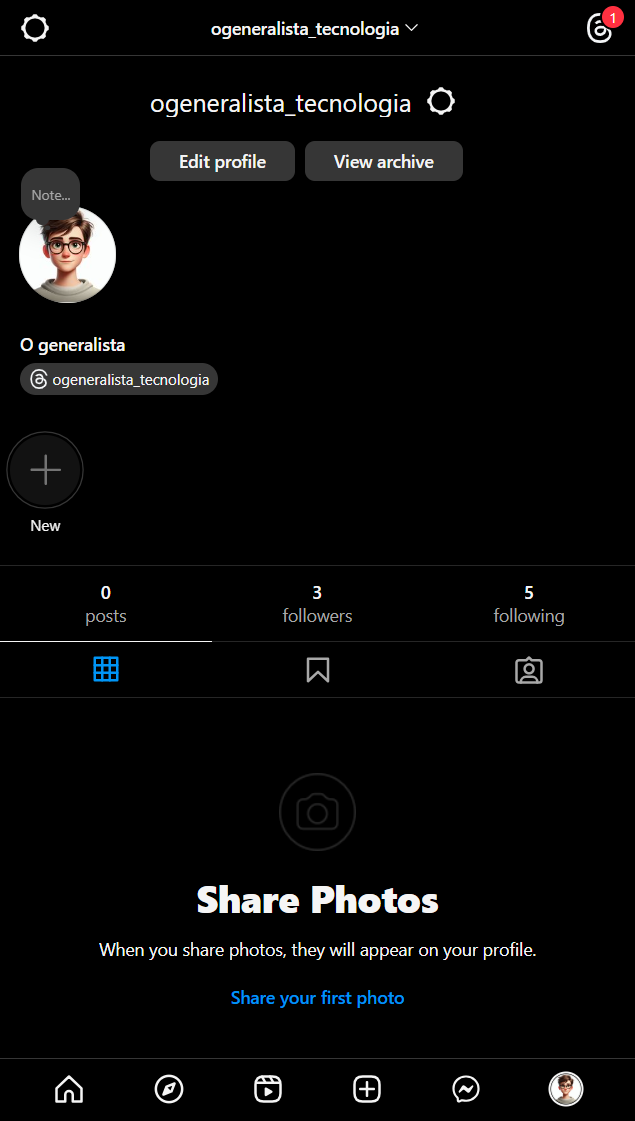 ogeneralista_tecnologia
1
ogeneralista_tecnologia
Edit profile
View archive
Note...
O generalista
ogeneralista_tecnologia
New
0
posts
3
followers
5
following
Share Photos
When you share photos, they will appear on your profile.
Share your first photo